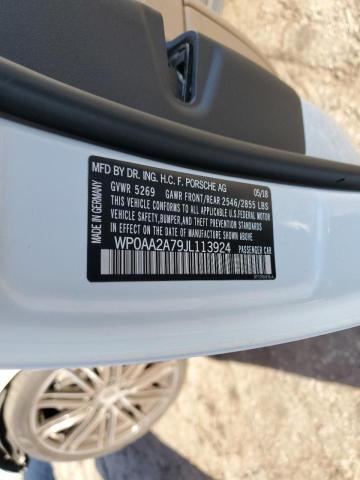 MFD BY DR. ING. H.C. F. PORSCHE AG 05/18
GVWR 5269 GAWR FRONT/REAR 2546/2855 LBS
THIS VEHICLE CONFORMS TO ALL APPLICABLE U.S. FEDERAL MOTOR VEHICLE
SAFETY, BUMPER, AND THEFT PREVENTION STANDARDS
IN EFFECT ON THE DATE OF MANUFACTURE SHOWN ABOVE.
WP0AA2A79JL113924 PASSENGER CAR
MADE IN GERMANY